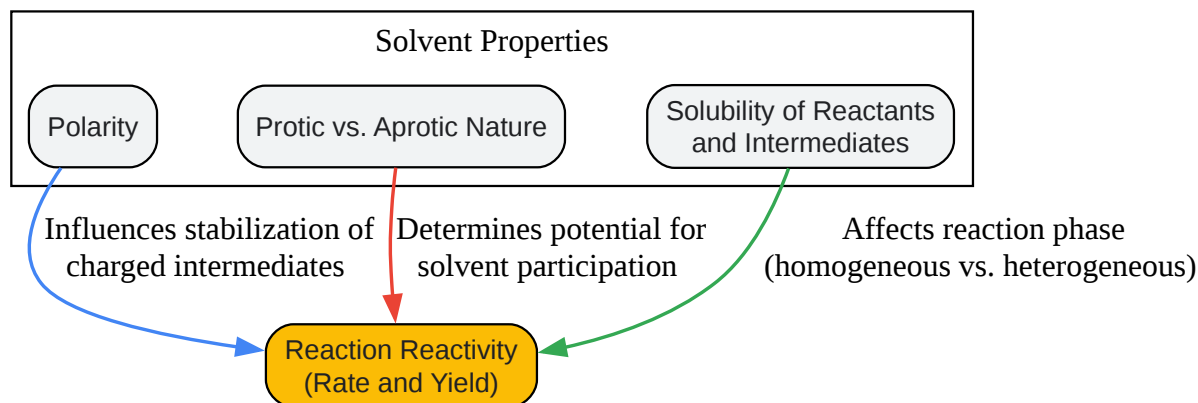 Solvent Properties
Polarity
Protic vs. Aprotic Nature
Solubility of Reactants
and Intermediates
Influences stabilization of
charged intermediates
Determines potential for
solvent participation
Affects reaction phase
(homogeneous vs. heterogeneous)
Reaction Reactivity
(Rate and Yield)